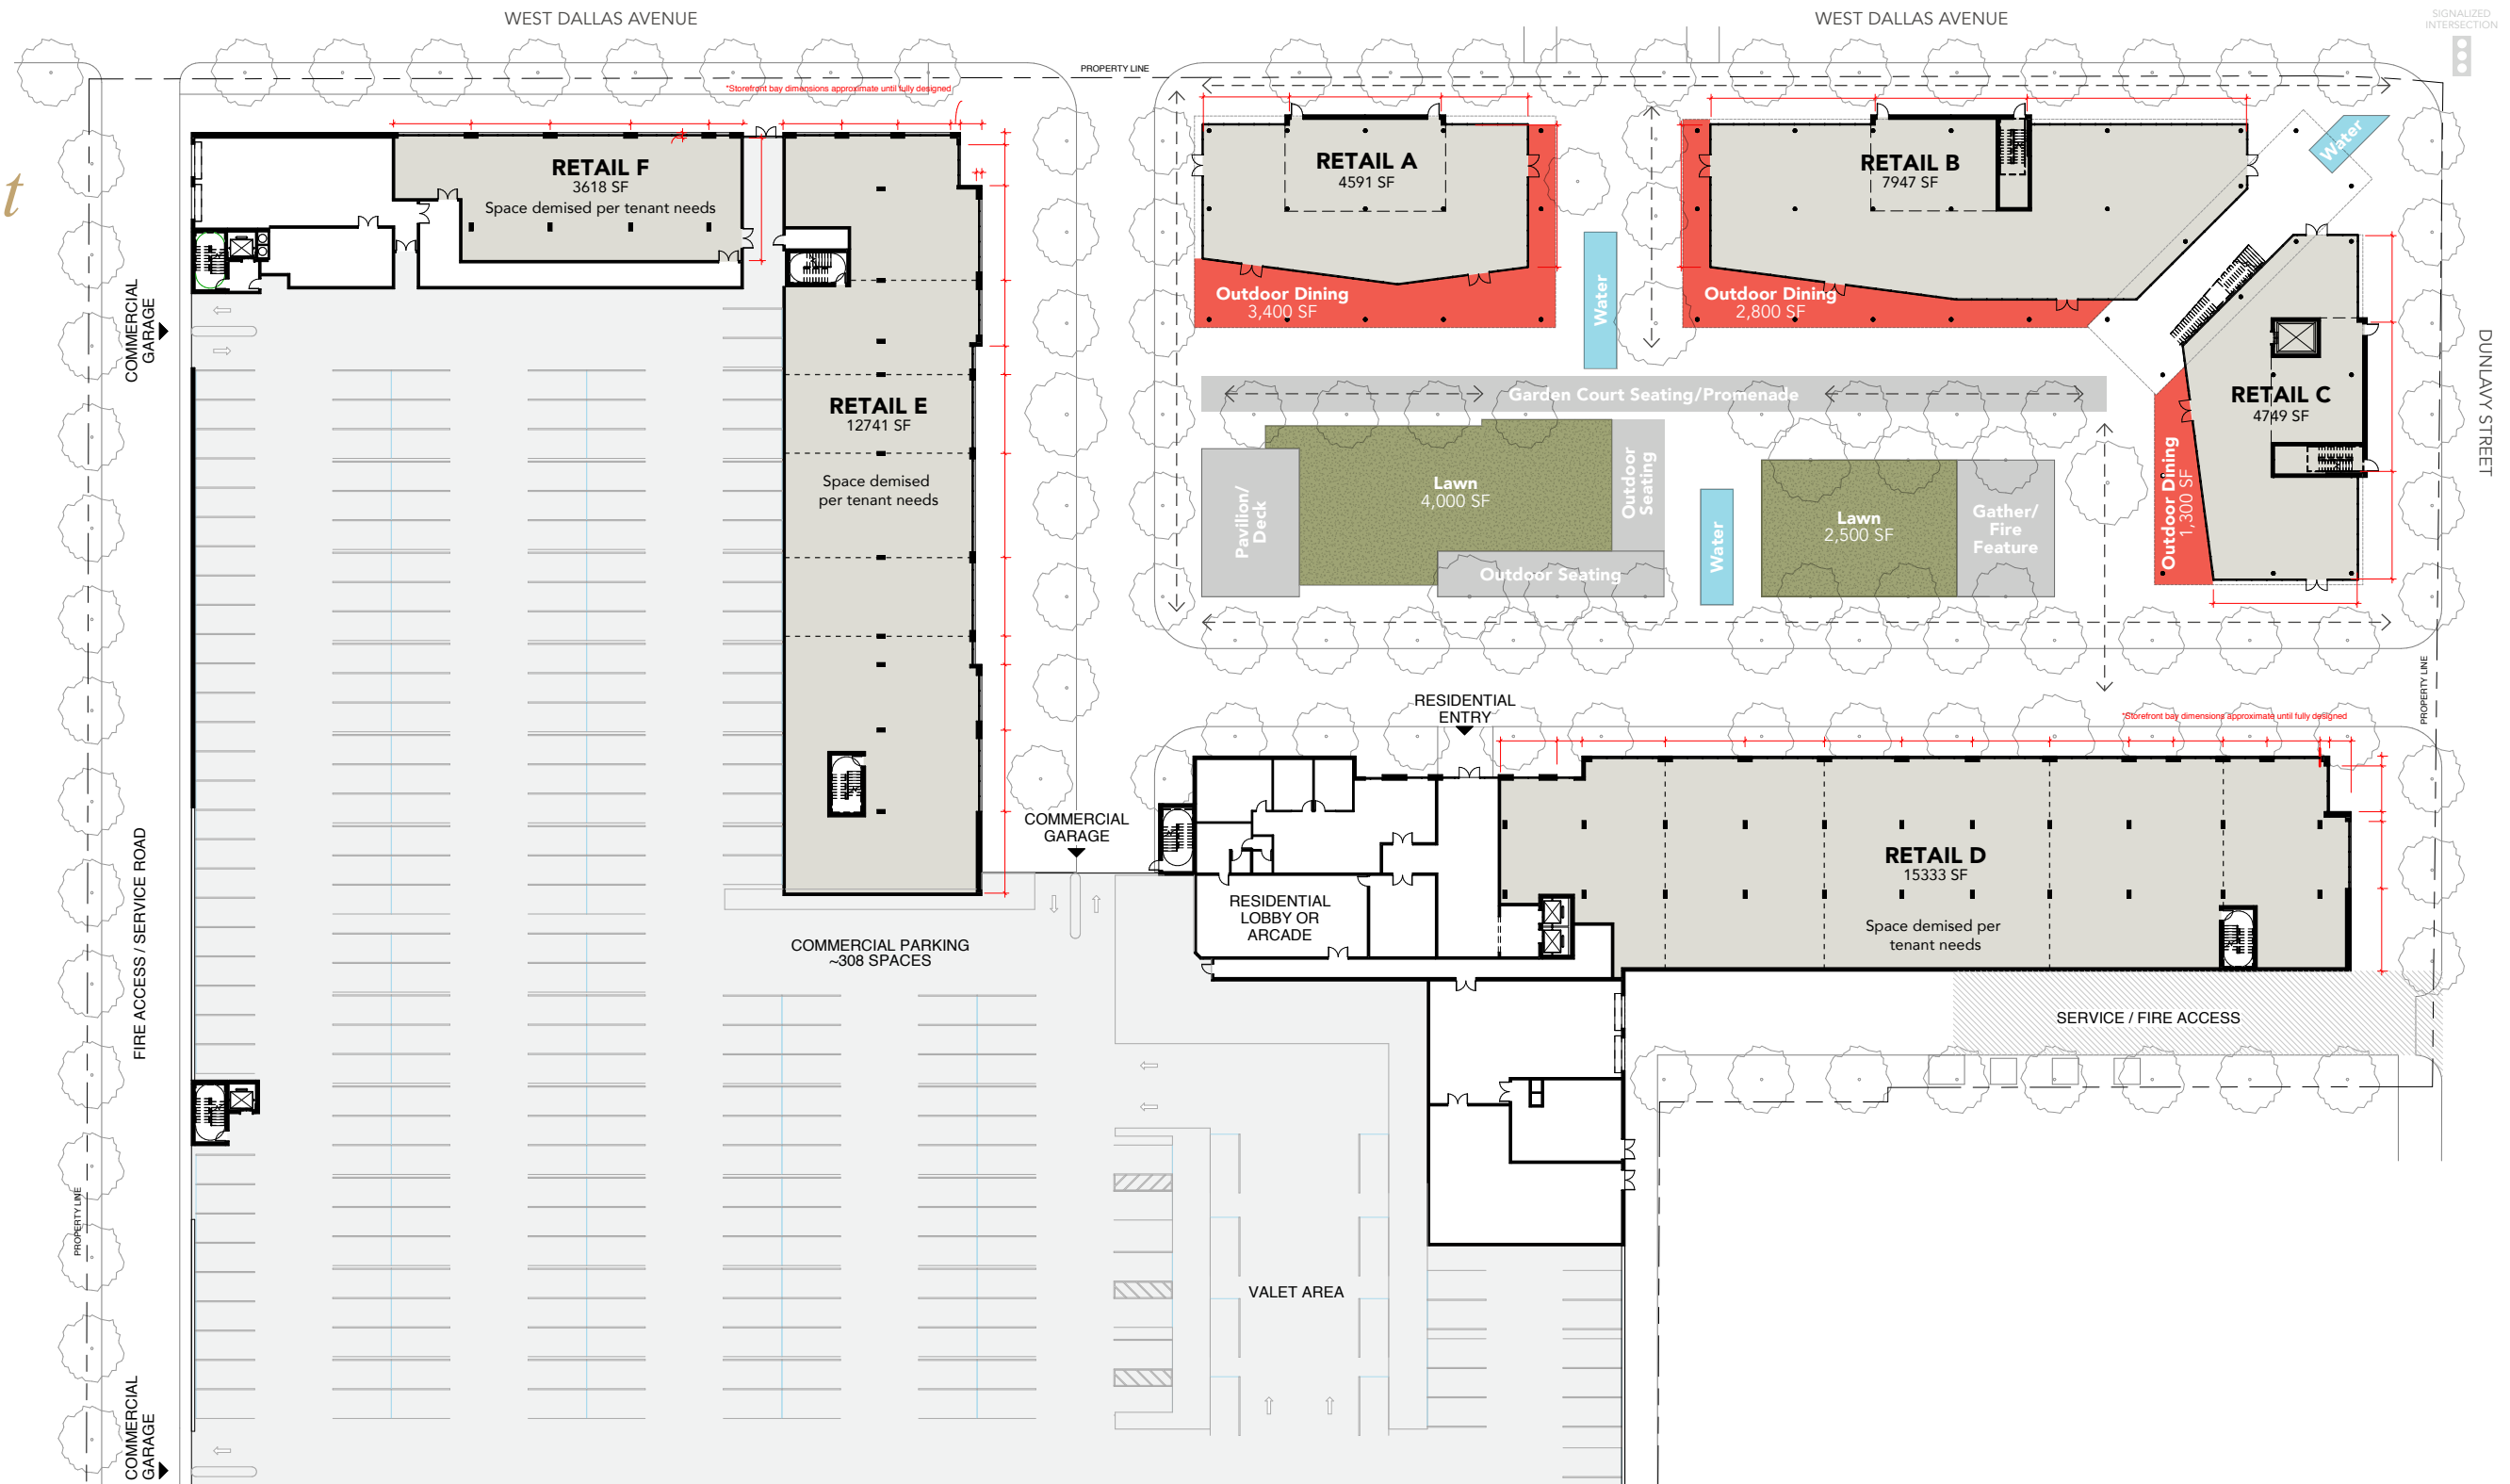 WEST DALLAS AVENUE
WEST DALLAS AVENUE
SIGNALIZED
INTERSECTION
PROPERTY LINE
*Storefront bay dimensions approximate until fully designed
t
RETAIL F
3618 SF
Space demised per tenant needs
RETAIL A
4591 SF
RETAIL B
7947 SF
Water
Outdoor Dining
3,400 SF
Water
Outdoor Dining
2,800 SF
COMMERCIAL
GARAGE
DUNLAVY STREET
Garden Court Seating/Promenade
RETAIL C
4749 SF
RETAIL E
12741 SF
Space demised
per tenant needs
Pavilion/
Deck
Lawn
4,000 SF
Outdoor
Seating
Outdoor Seating
Water
Lawn
2,500 SF
Gather/
Fire
Feature
Outdoor Dining
1,300 SF
PROPERTY LINE
RESIDENTIAL
ENTRY
*Storefront bay dimensions approximate until fully designed
COMMERCIAL
GARAGE
FIRE ACCESS / SERVICE ROAD
RETAIL D
15333 SF
Space demised per
tenant needs
RESIDENTIAL
LOBBY OR
ARCADE
COMMERCIAL PARKING
~308 SPACES
SERVICE / FIRE ACCESS
PROPERTY LINE
VALET AREA
COMMERCIAL
GARAGE